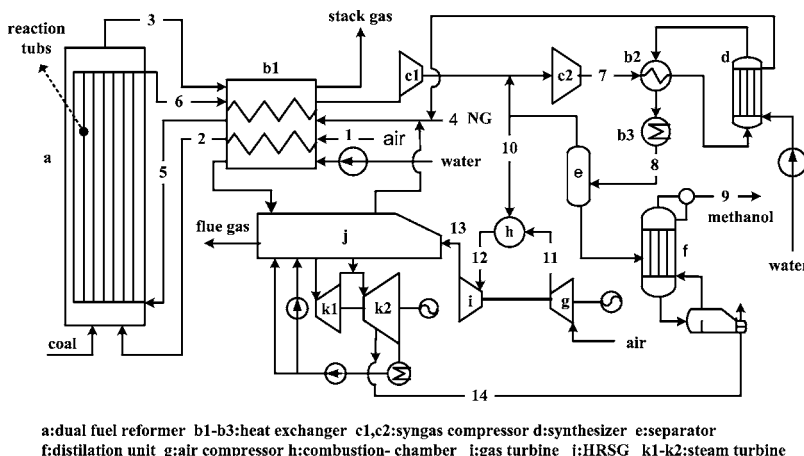 3
stack gas
reaction
tubs
b1
c1
c2
7
b2
d
6
4 NG
a
2
1 air
b3
5
10
8
water
e
9
methanol
flue gas
j
13
h
12
11
f
k1
k2
i
g
l
water
coal
air
14
a:dual fuel reformer b1-b3:heat exchanger c1,c2:syngas compressor d:synthesizer e:separator
f:distilation unit g:air compressor h:combustion- chamber i:gas turbine j:HRSG k1-k2:steam turbine